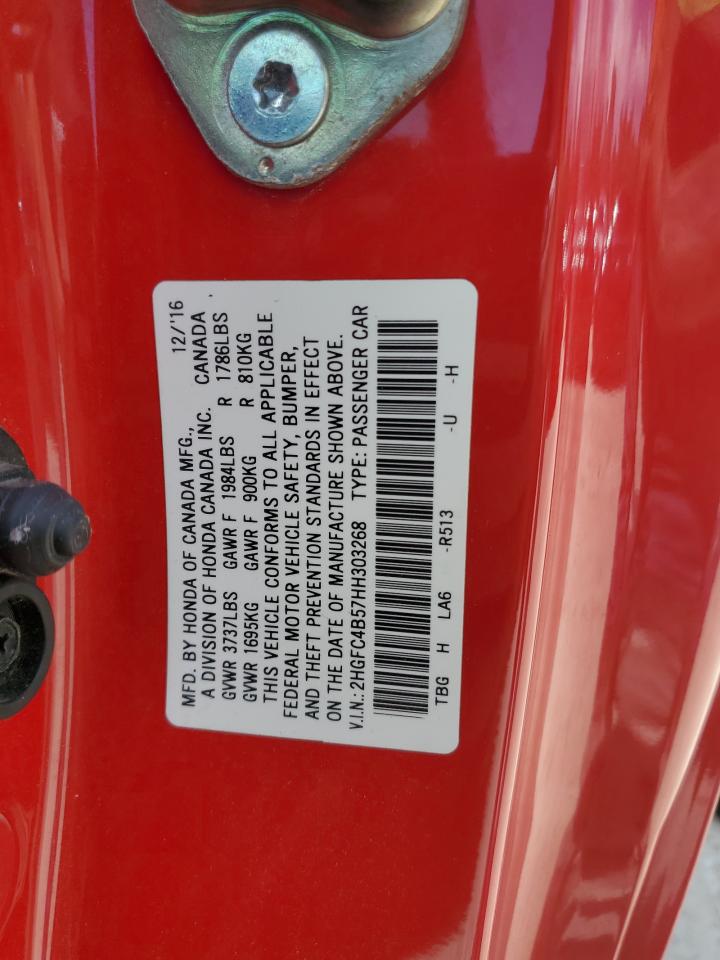 MFD. BY HONDA OF CANADA MFG., 12/'16
A DIVISION OF HONDA CANADA INC. CANADA
GVWR 3737LBS GAWR F 1984LBS R 1786LBS
GVWR 1695KG GAWR F 900KG R 810KG
THIS VEHICLE CONFORMS TO ALL APPLICABLE
FEDERAL MOTOR VEHICLE SAFETY, BUMPER,
AND THEFT PREVENTION STANDARDS IN EFFECT
ON THE DATE OF MANUFACTURE SHOWN ABOVE.
V.I.N.: 2HGFC4B57HH303268 TYPE: PASSENGER CAR
TBG H LA6 -R513 -U -H